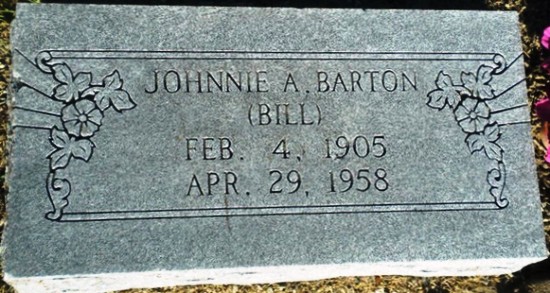 JOHNNIE A. BARTON
(BILL)
FEB. 4, 1905
APR. 29, 1958